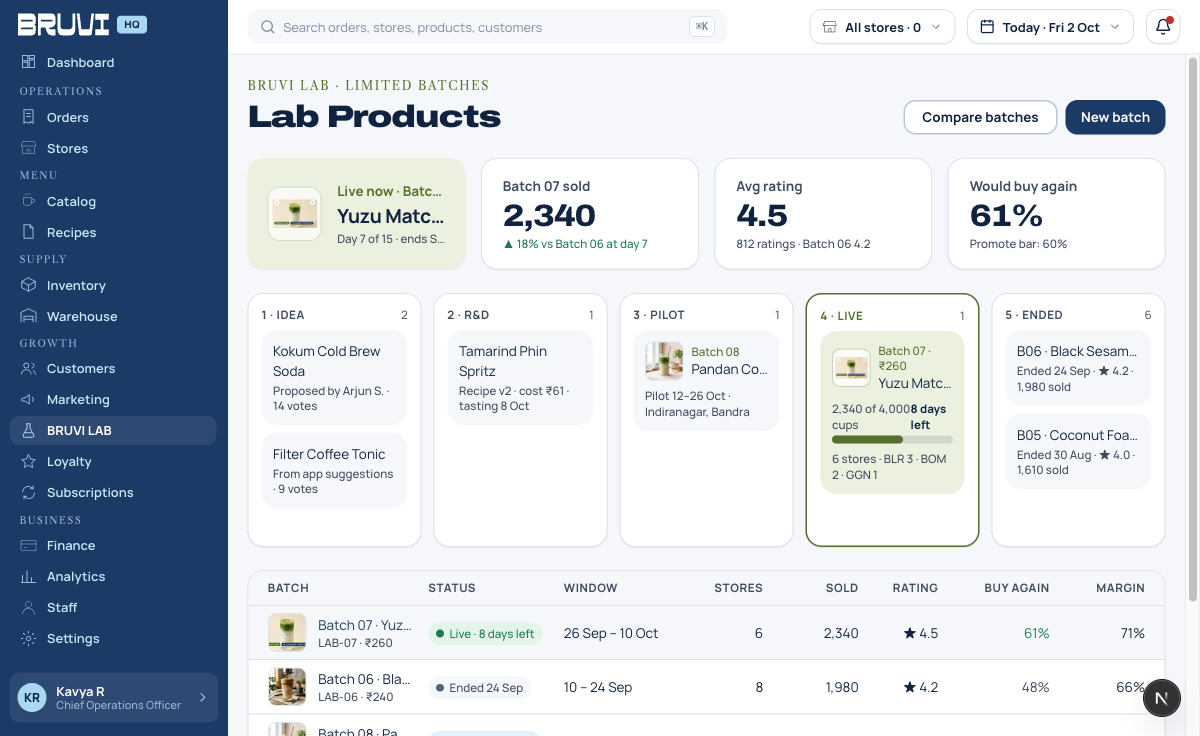 BRUVI HQ
Search orders, stores, products, customers
⌘K
All stores · 0
Today · Fri 2 Oct
Dashboard
OPERATIONS
Orders
Stores
MENU
Catalog
Recipes
SUPPLY
Inventory
Warehouse
GROWTH
Customers
Marketing
BRUVI LAB
Loyalty
Subscriptions
BUSINESS
Finance
Analytics
Staff
Settings
KR
Kavya R
Chief Operations Officer
BRUVI LAB · LIMITED BATCHES
Lab Products
Compare batches
New batch
Live now · Batc...
Yuzu Matc...
Day 7 of 15 · ends S...
Batch 07 sold
2,340
▲ 18% vs Batch 06 at day 7
Avg rating
4.5
812 ratings · Batch 06 4.2
Would buy again
61%
Promote bar: 60%
1 · IDEA 2
Kokum Cold Brew
Soda
Proposed by Arjun S. ·
14 votes
Filter Coffee Tonic
From app suggestions
· 9 votes
2 · R&D 1
Tamarind Phin
Spritz
Recipe v2 · cost ₹61 ·
tasting 8 Oct
3 · PILOT 1
Batch 08
Pandan Co...
Pilot 12–26 Oct ·
Indiranagar, Bandra
4 · LIVE 1
Batch 07 ·
₹260
Yuzu Matc...
2,340 of 4,000 8 days
cups left
6 stores · BLR 3 · BOM
2 · GGN 1
5 · ENDED 6
B06 · Black Sesam...
Ended 24 Sep · ★ 4.2 ·
1,980 sold
B05 · Coconut Foa...
Ended 30 Aug · ★ 4.0 ·
1,610 sold
BATCH STATUS WINDOW STORES SOLD RATING BUY AGAIN MARGIN
Batch 07 · Yuz... Live · 8 days left 26 Sep – 10 Oct 6 2,340 ★ 4.5 61% 71%
LAB-07 · ₹260
Batch 06 · Bla... Ended 24 Sep 10 – 24 Sep 8 1,980 ★ 4.2 48% 66%
LAB-06 · ₹240
Batch 08 · Pa...
N